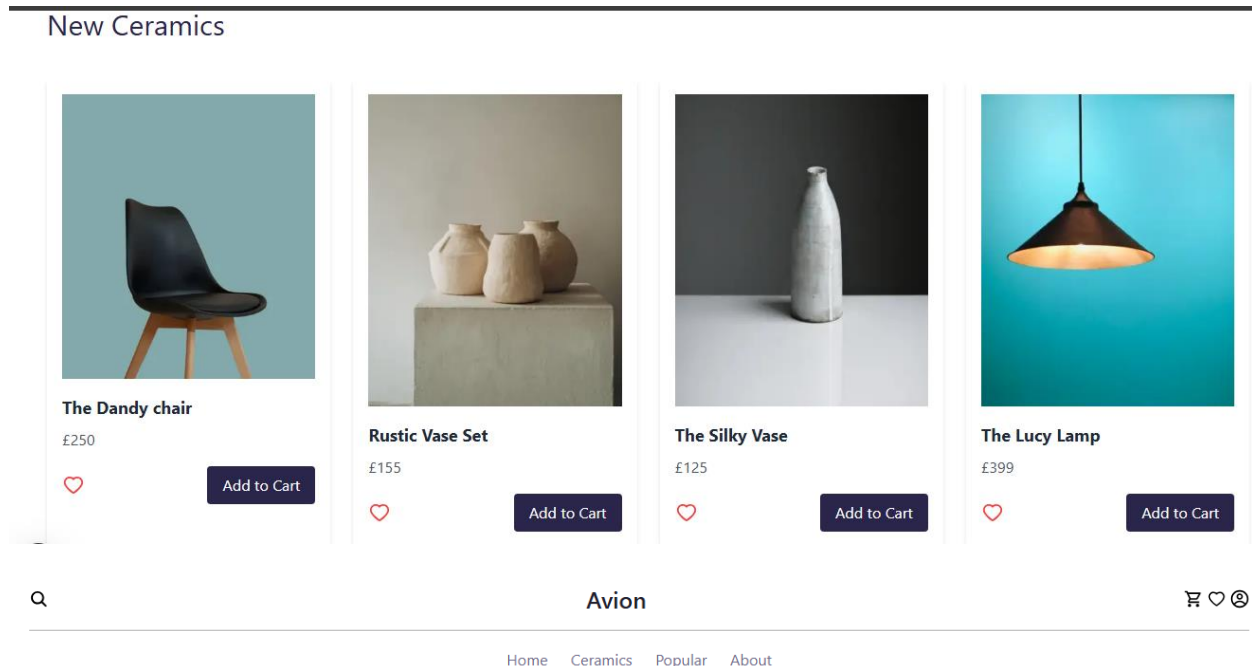 New Ceramics
The Dandy chair
£250
Add to Cart
Rustic Vase Set
£155
Add to Cart
The Silky Vase
£125
Add to Cart
The Lucy Lamp
£399
Add to Cart
Avion
Home Ceramics Popular About